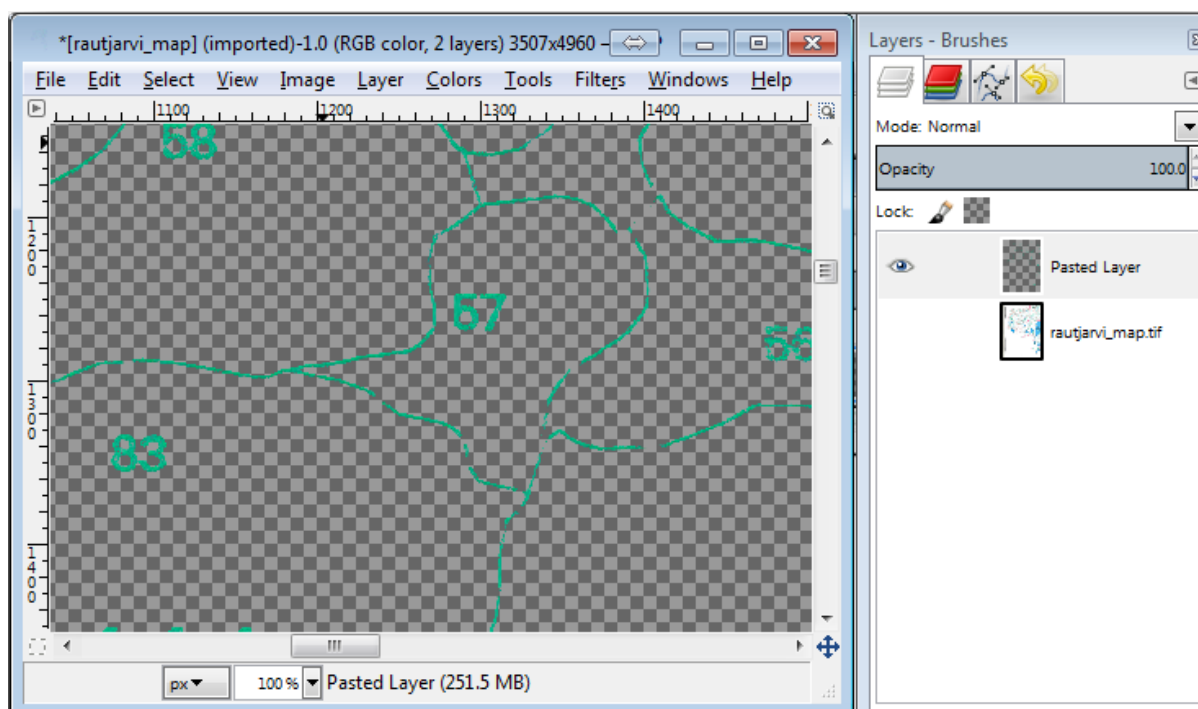 *[rautjarvi_map] (imported)-1.0 (RGB color, 2 layers) 3507x4960 –
File Edit Select View Image Layer Colors Tools Filters Windows Help
1100 1200 1300 1400
58
1200
57
56
1300
83
1400
px 100 % Pasted Layer (251.5 MB)
Layers - Brushes
Mode: Normal
Opacity 100.0
Lock:
Pasted Layer
rautjarvi_map.tif